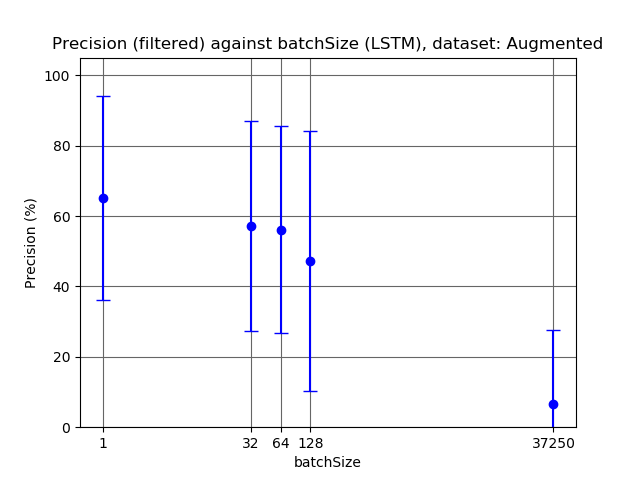 Precision (filtered) against batchSize (LSTM), dataset: Augmented
100
80
60
40
20
0
Precision (%)
1 32 64 128 37250
batchSize